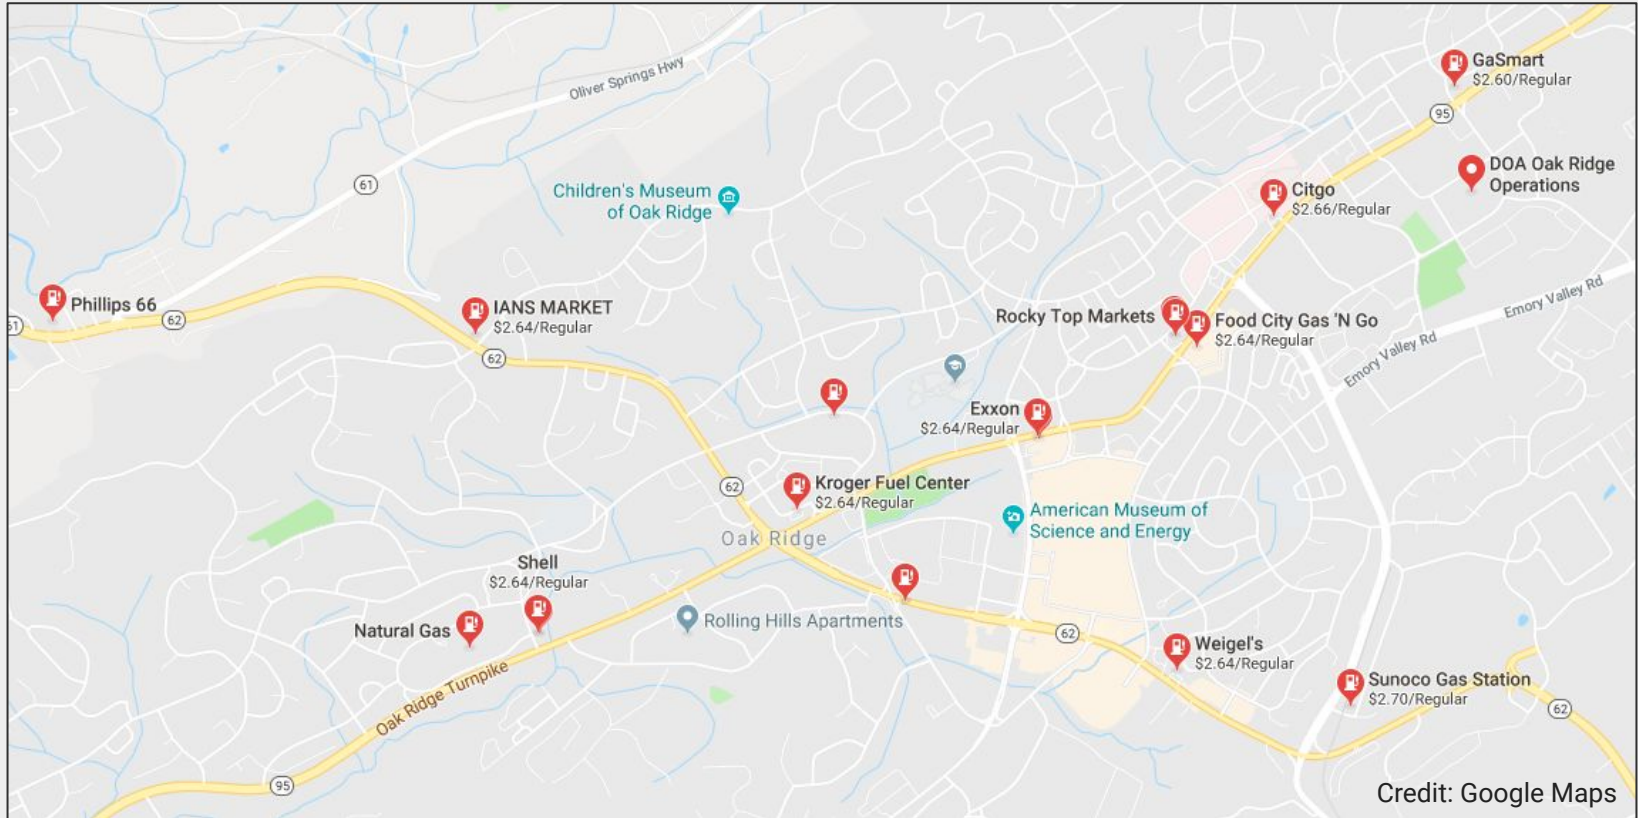 GaSmart
$2.60/Regular
Oliver Springs Hwy
95
DOA Oak Ridge
Operations
61
Children's Museum
of Oak Ridge
Citgo
$2.66/Regular
Emory Valley Rd
Phillips 66
IANS MARKET
$2.64/Regular
Rocky Top Markets
Food City Gas 'N Go
$2.64/Regular
61
62
62
Emory Valley Rd
Exxon
$2.64/Regular
62
Kroger Fuel Center
$2.64/Regular
American Museum of
Science and Energy
Oak Ridge
Shell
$2.64/Regular
Natural Gas
Rolling Hills Apartments
62
Weigel's
$2.64/Regular
Oak Ridge Turnpike
Sunoco Gas Station
$2.70/Regular
62
95
Credit: Google Maps